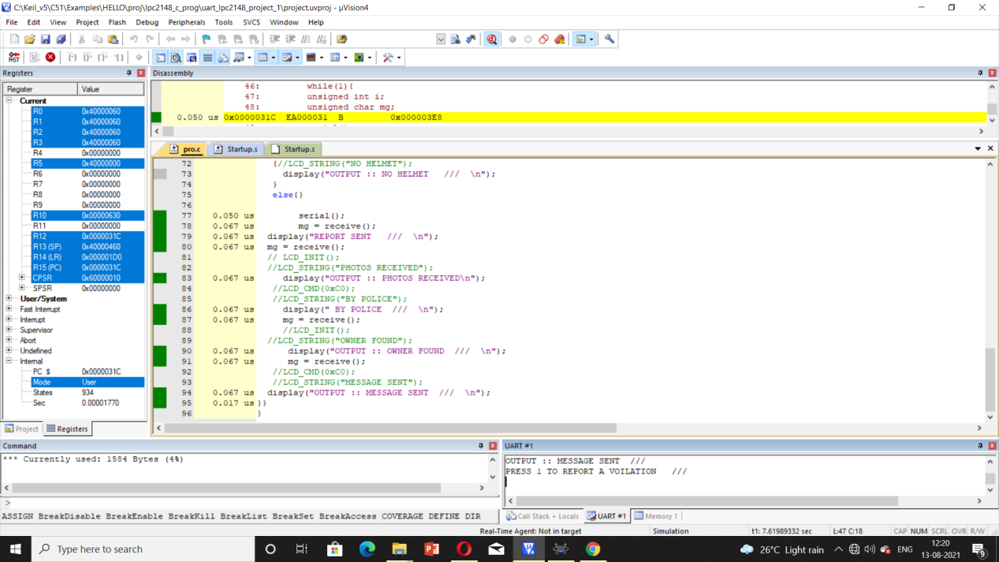 C:\Keil_v5\C51\Examples\HELLO\proj\lpc2148_c_prog\uart_lpc2148_project_1\project.uvproj - µVision4
File Edit View Project Flash Debug Peripherals Tools SVCS Window Help
Registers
Register Value
Current
R0 0x40000060
R1 0x40000060
R2 0x40000060
R3 0x40000060
R4 0x00000000
R5 0x40000000
R6 0x00000000
R7 0x00000000
R8 0x00000000
R9 0x00000000
R10 0x00000630
R11 0x00000000
R12 0x0000031C
R13 (SP) 0x40000460
R14 (LR) 0x000001D0
R15 (PC) 0x0000031C
CPSR 0x60000010
SPSR 0x00000000
User/System
Fast Interrupt
Interrupt
Supervisor
Abort
Undefined
Internal
PC $ 0x0000031C
Mode User
States 934
Sec 0.00001770
Project Registers
Disassembly
46: while(1){
47: unsigned int i;
48: unsigned char mg;
0.050 us 0x0000031C EA000031 B 0x000003E8
pro.c Startup.s Startup.s
72 {//LCD_STRING("NO HELMET");
73 display("OUTPUT :: NO HELMET /// \n");
74 }
75 else{}
76
77 0.050 us serial();
78 0.067 us mg = receive();
79 0.067 us display("REPORT SENT /// \n");
80 0.067 us mg = receive();
81 // LCD_INIT();
82 //LCD_STRING("PHOTOS RECEIVED");
83 0.067 us display("OUTPUT :: PHOTOS RECEIVED\n");
84 //LCD_CMD(0xC0);
85 //LCD_STRING("BY POLICE");
86 0.067 us display(" BY POLICE /// \n");
87 0.067 us mg = receive();
88 //LCD_INIT();
89 //LCD_STRING("OWNER FOUND");
90 0.067 us display("OUTPUT :: OWNER FOUND /// \n");
91 0.067 us mg = receive();
92 //LCD_CMD(0xC0);
93 //LCD_STRING("MESSAGE SENT");
94 0.067 us display("OUTPUT :: MESSAGE SENT /// \n");
95 0.017 us }}
96 }
Command
*** Currently used: 1584 Bytes (4%)
>
ASSIGN BreakDisable BreakEnable BreakKill BreakList BreakSet BreakAccess COVERAGE DEFINE DIR
UART #1
OUTPUT :: MESSAGE SENT ///
PRESS 1 TO REPORT A VOILATION ///
Call Stack + Locals UART #1 Memory 1
Real-Time Agent: Not in target Simulation t1: 7.61989332 sec L:47 C:18 CAP NUM SCRL OVR R/W
Type here to search
26°C Light rain ENG 12:20
13-08-2021
9